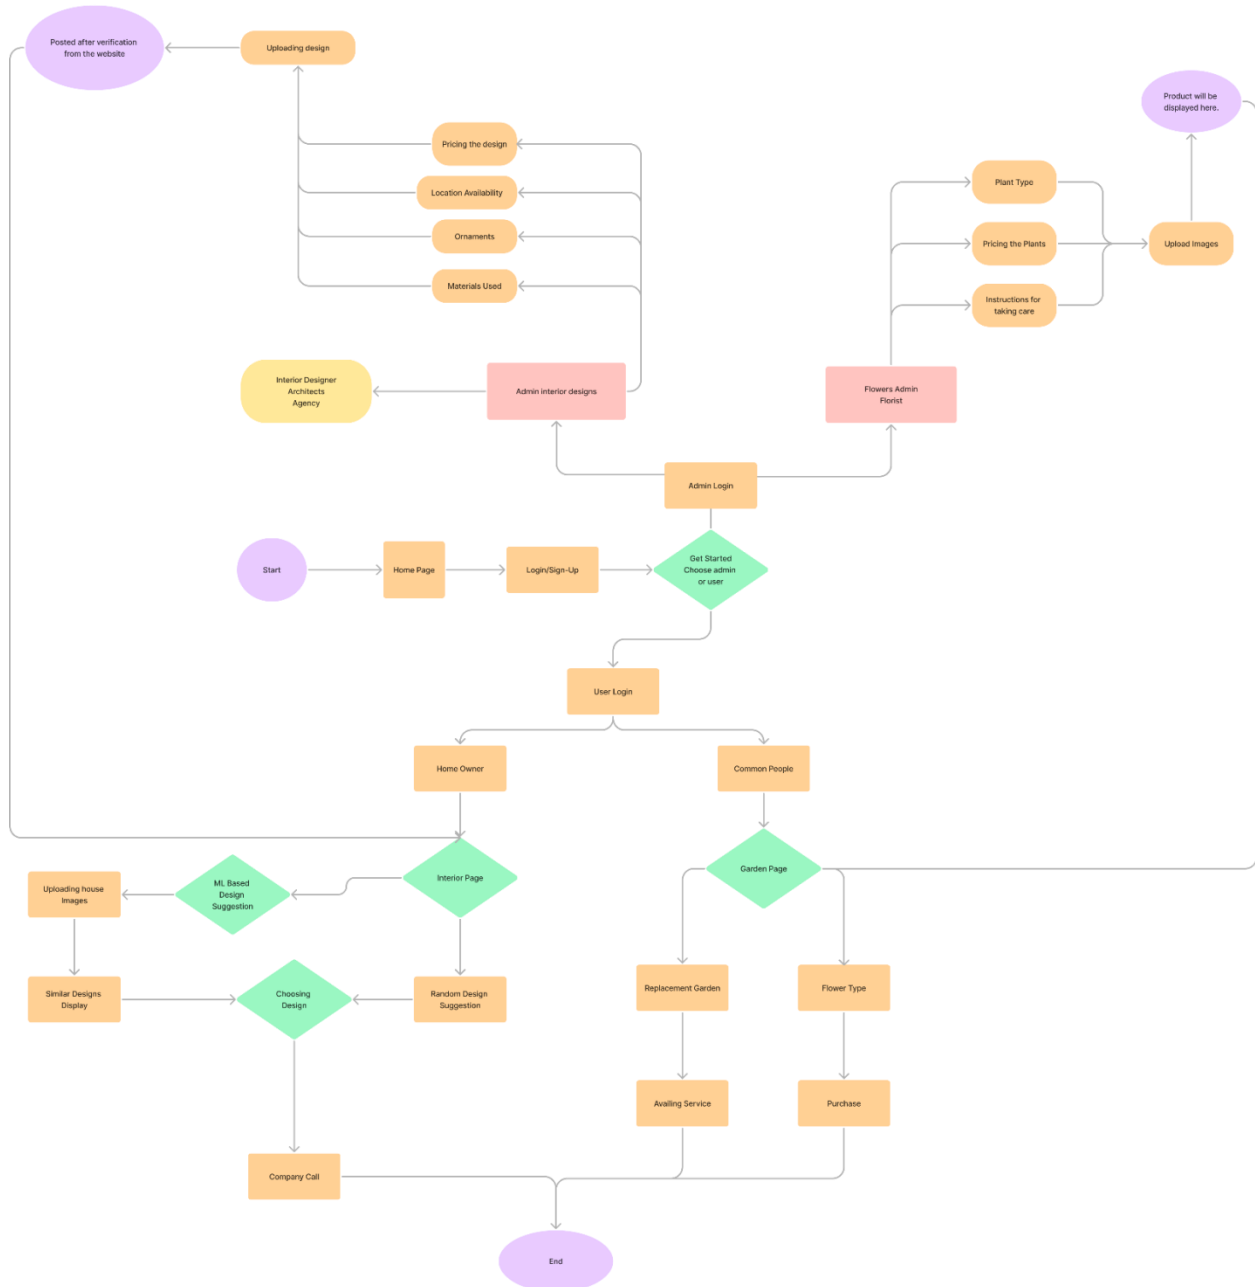 Posted after verification
from the website
Uploading design
Product will be
displayed here.
Pricing the design
Location Availability
Ornaments
Materials Used
Plant Type
Pricing the Plants
Instructions for
taking care
Upload Images
Interior Designer
Architects
Agency
Admin interior designs
Flowers Admin
Florist
Admin Login
Start
Home Page
Login/Sign-Up
Get Started
Choose admin
or user
User Login
Home Owner
Common People
Uploading house
Images
ML Based
Design
Suggestion
Interior Page
Garden Page
Similar Designs
Display
Choosing
Design
Random Design
Suggestion
Replacement Garden
Flower Type
Availing Service
Purchase
Company Call
End